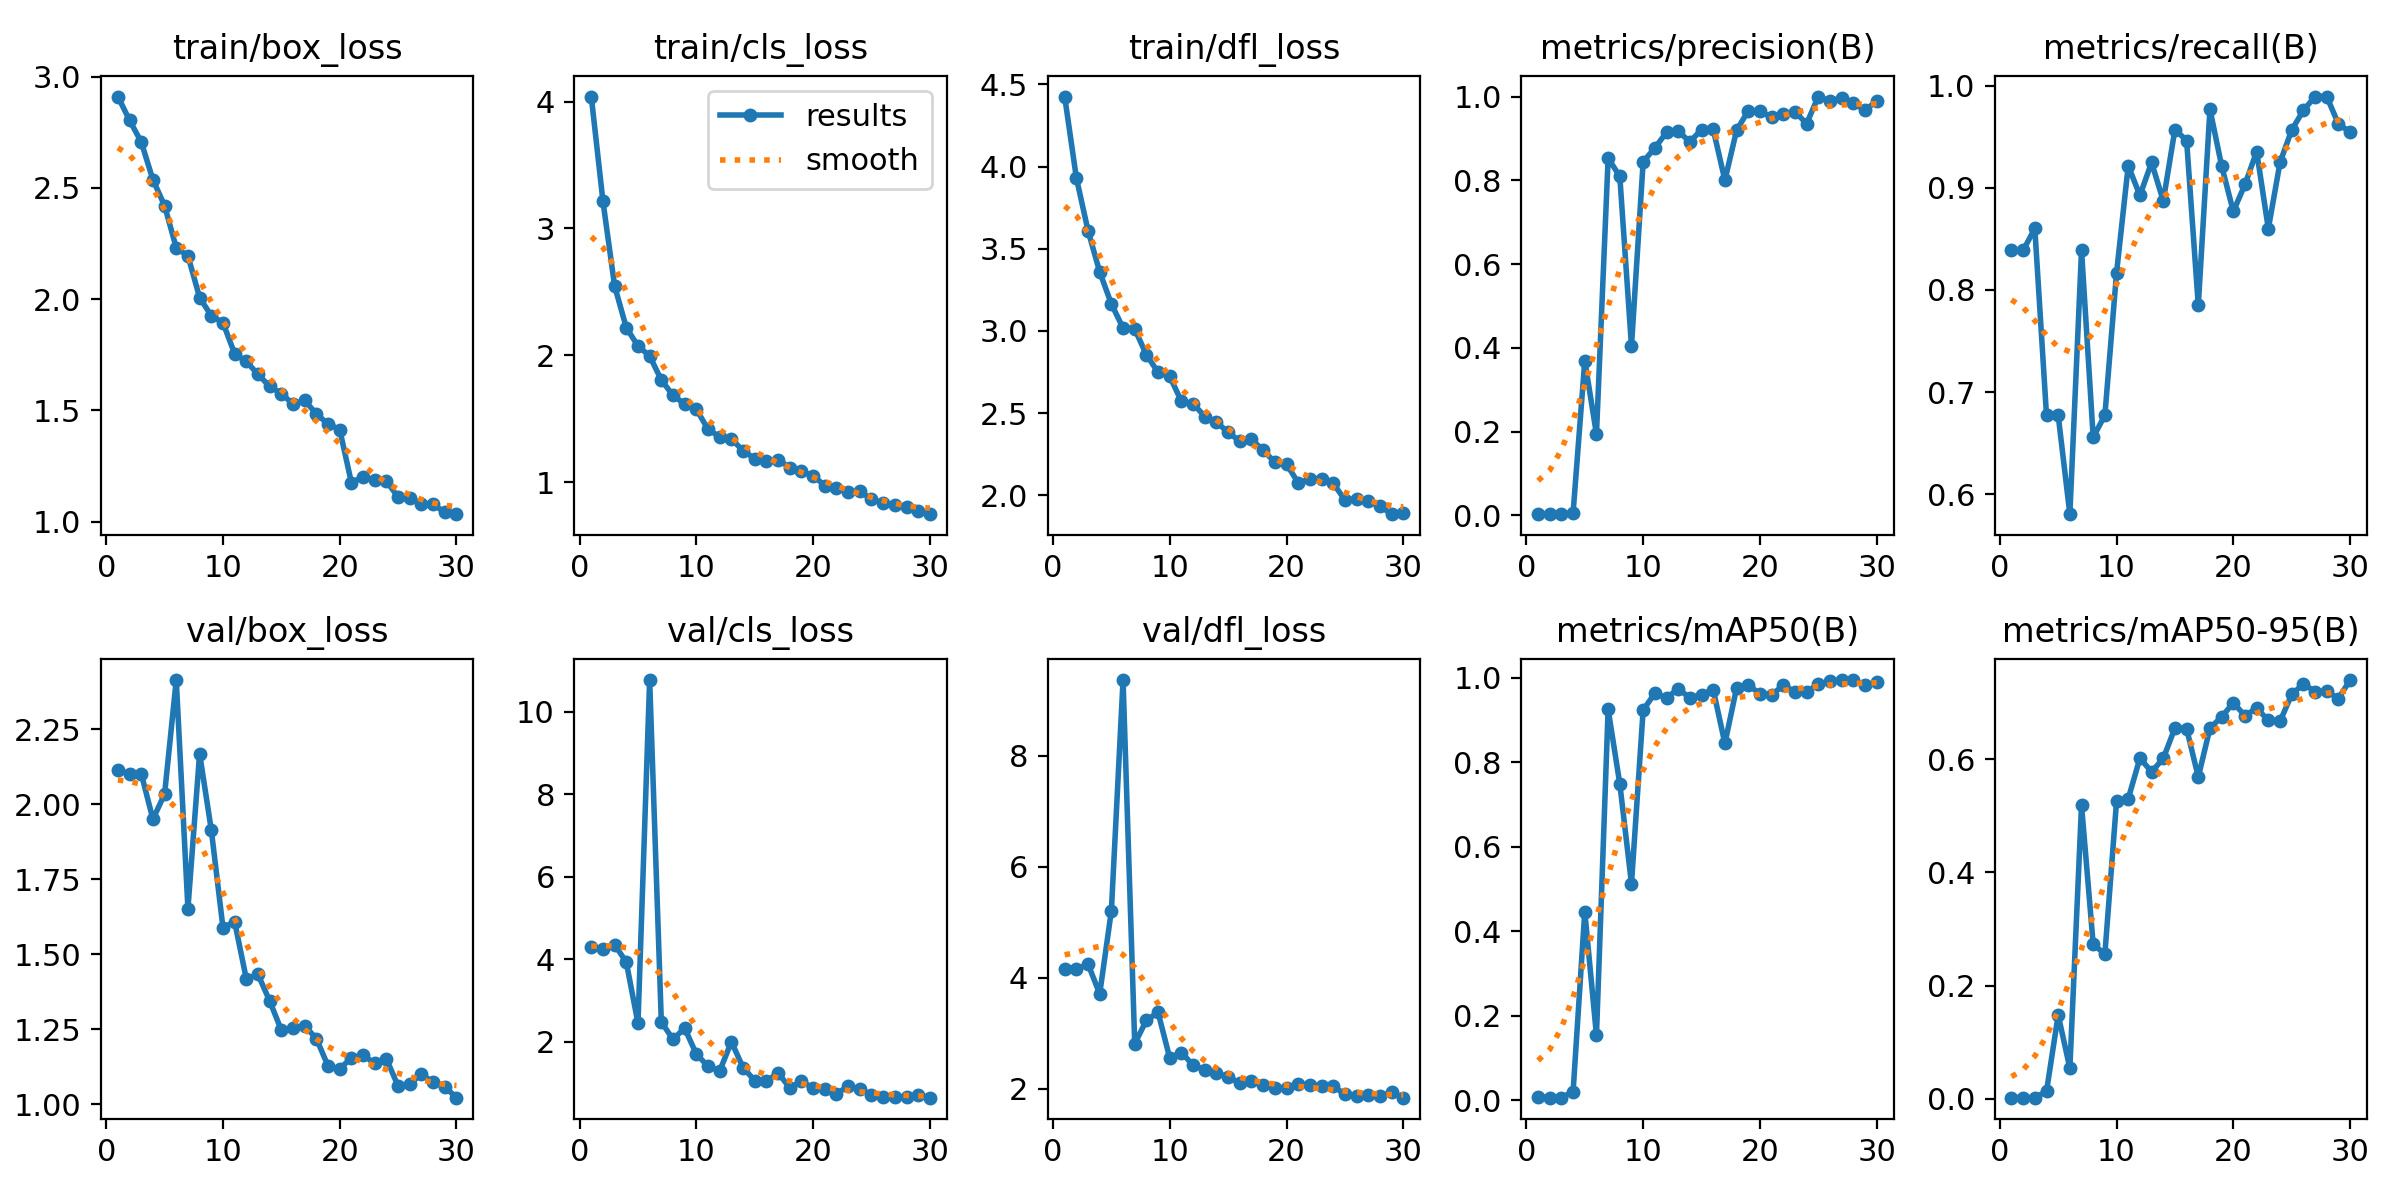 train/box_loss
3.0
2.5
2.0
1.5
1.0
0 10 20 30
train/cls_loss
results
smooth
4
3
2
1
0 10 20 30
train/dfl_loss
4.5
4.0
3.5
3.0
2.5
2.0
0 10 20 30
metrics/precision(B)
1.0
0.8
0.6
0.4
0.2
0.0
0 10 20 30
metrics/recall(B)
1.0
0.9
0.8
0.7
0.6
0 10 20 30
val/box_loss
2.25
2.00
1.75
1.50
1.25
1.00
0 10 20 30
val/cls_loss
10
8
6
4
2
0 10 20 30
val/dfl_loss
8
6
4
2
0 10 20 30
metrics/mAP50(B)
1.0
0.8
0.6
0.4
0.2
0.0
0 10 20 30
metrics/mAP50-95(B)
0.6
0.4
0.2
0.0
0 10 20 30